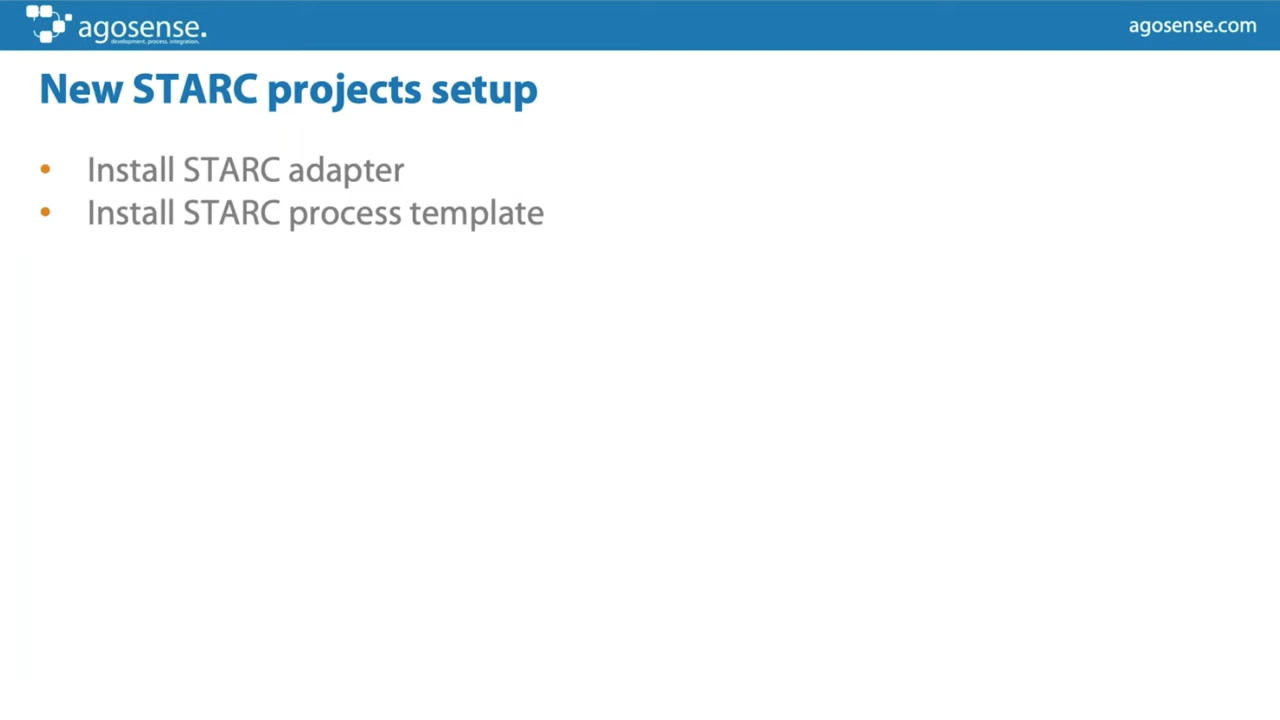 agosense.
development, process, integration.
agosense.com
New STARC projects setup
• Install STARC adapter
• Install STARC process template